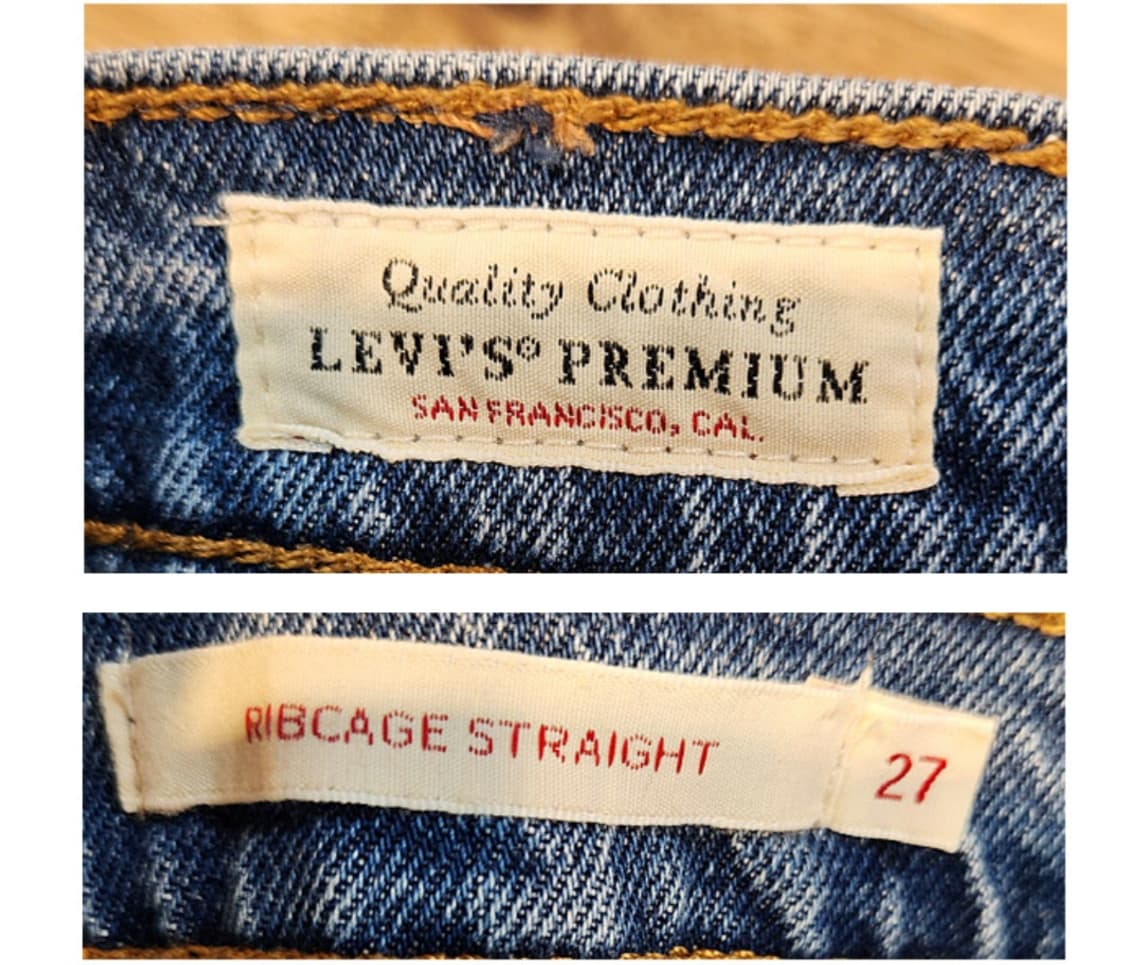 Quality Clothing
LEVI'S® PREMIUM
SAN FRANCISCO, CAL.
RIBCAGE STRAIGHT
27